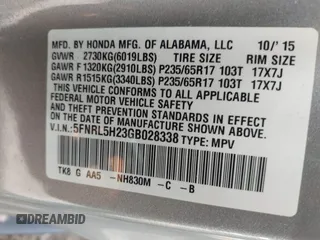 MFD. BY HONDA MFG. OF ALABAMA, LLC 10/'15
GVWR 2730KG(6019LBS) TIRE SIZE RIM SIZE
GAWR F1320KG(2910LBS) P235/65R17 103T 17X7J
GAWR R1515KG(3340LBS) P235/65R17 103T 17X7J
THIS VEHICLE CONFORMS TO ALL APPLICABLE
FEDERAL MOTOR VEHICLE SAFETY, BUMPER, AND
THEFT PREVENTION STANDARDS IN EFFECT ON THE
DATE OF MANUFACTURE SHOWN ABOVE.
V.I.N:5FNRL5H23GB028338 TYPE: MPV
TK8 G AA5 -NH830M -C -B
@ DREAMBID